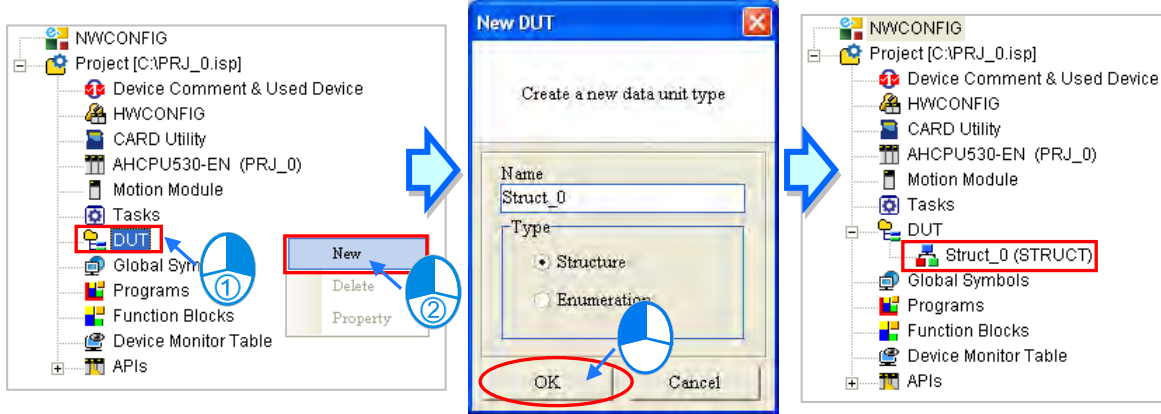 NWCONFIG
Project [C:\PRJ_0.isp]
Device Comment & Used Device
HWCONFIG
CARD Utility
AHCPU530-EN (PRJ_0)
Motion Module
Tasks
DUT
Global Sym
Programs
Function Blocks
Device Monitor Table
APIs
①
New
Delete
Property
②
New DUT
Create a new data unit type
Name
Struct_0
Type
Structure
Enumeration
OK
Cancel
NWCONFIG
Project [C:\PRJ_0.isp]
Device Comment & Used Device
HWCONFIG
CARD Utility
AHCPU530-EN (PRJ_0)
Motion Module
Tasks
DUT
Struct_0 (STRUCT)
Global Symbols
Programs
Function Blocks
Device Monitor Table
APIs